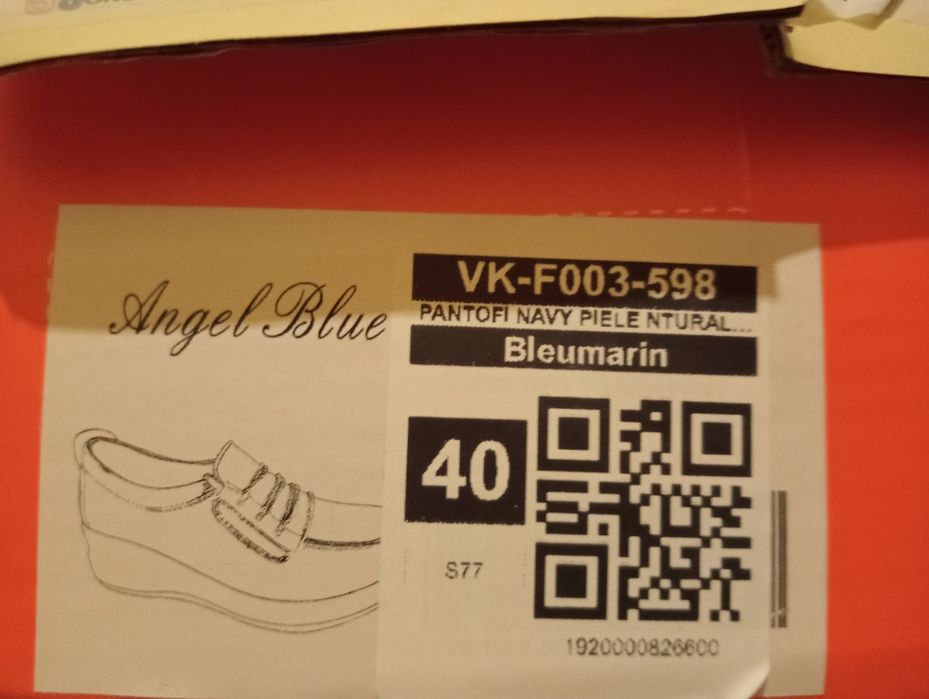 Angel Blue
VK-F003-598
PANTOFI NAVY PIELE NTURAL...
Bleumarin
40
S77
1920000826600